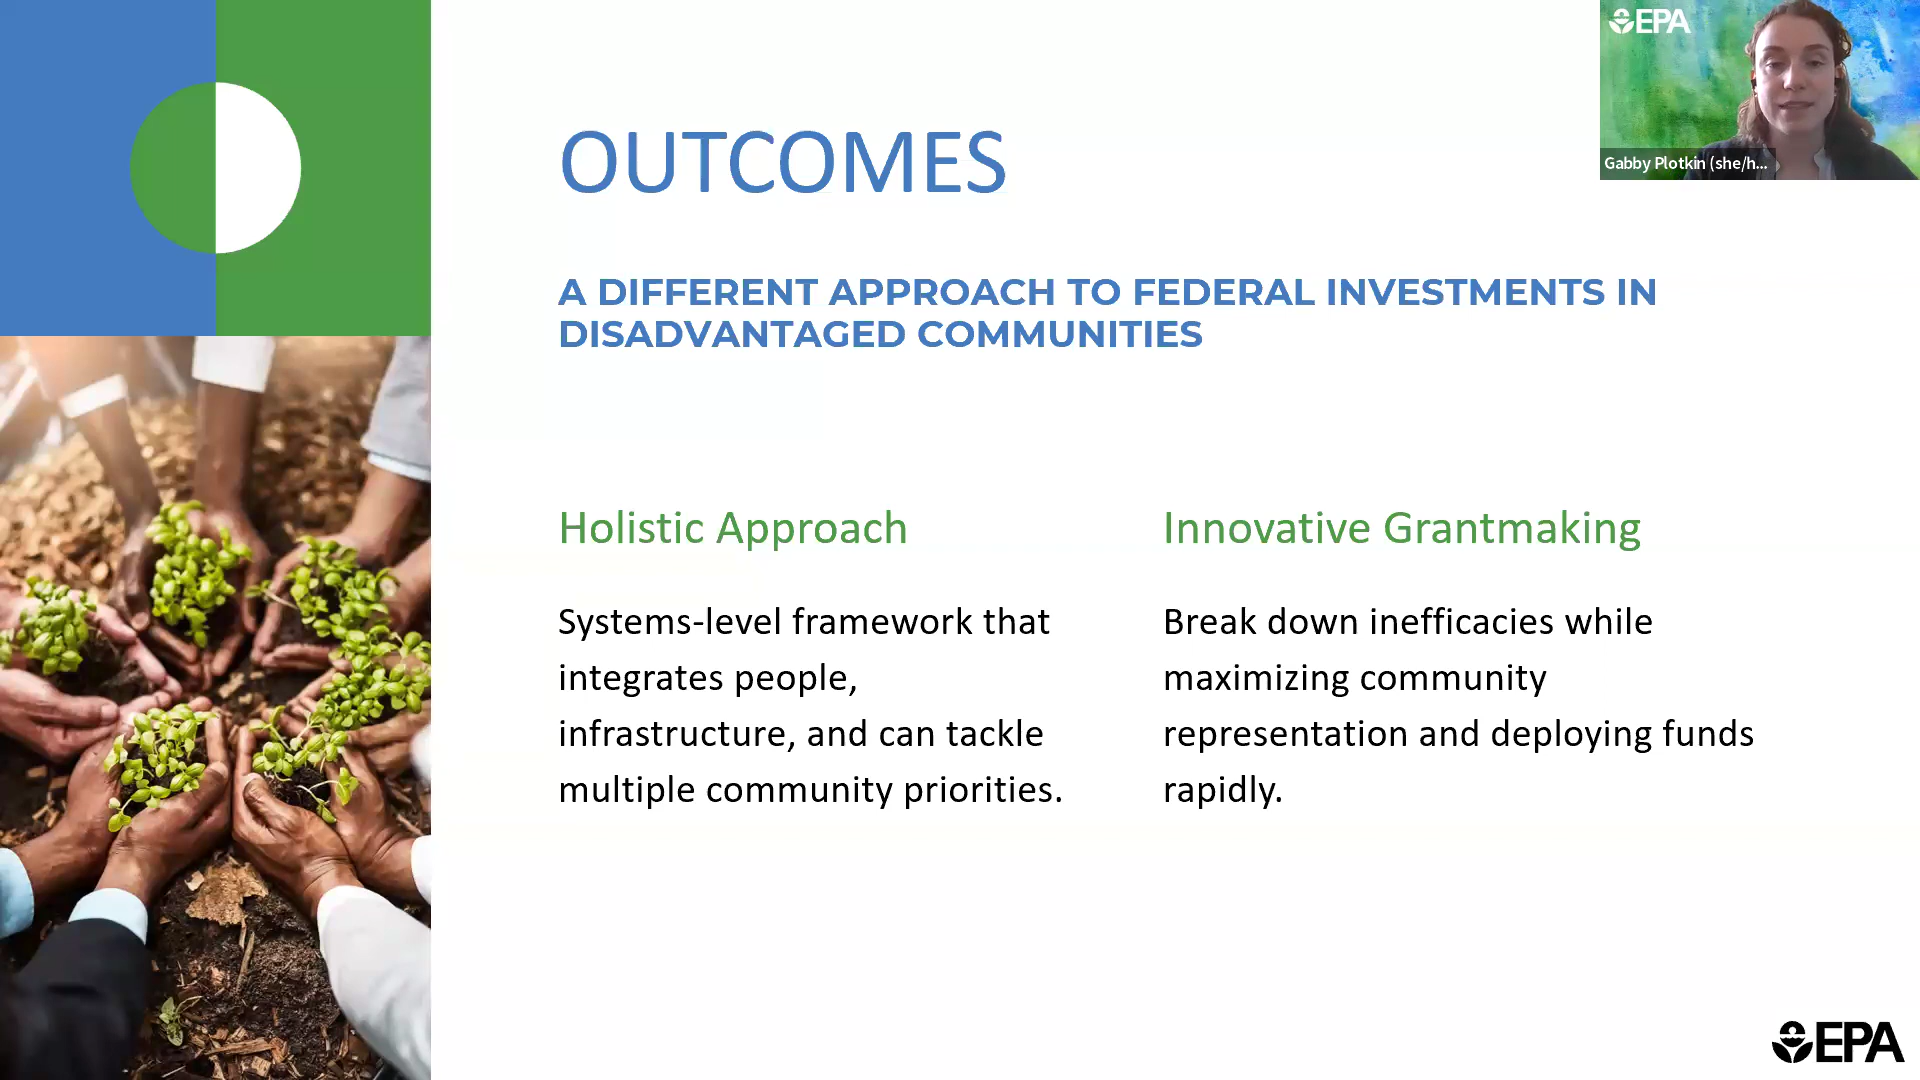 EPA
Gabby Plotkin (she/h...
OUTCOMES
A DIFFERENT APPROACH TO FEDERAL INVESTMENTS IN
DISADVANTAGED COMMUNITIES
Holistic Approach
Systems-level framework that
integrates people,
infrastructure, and can tackle
multiple community priorities.
Innovative Grantmaking
Break down inefficacies while
maximizing community
representation and deploying funds
rapidly.
EPA